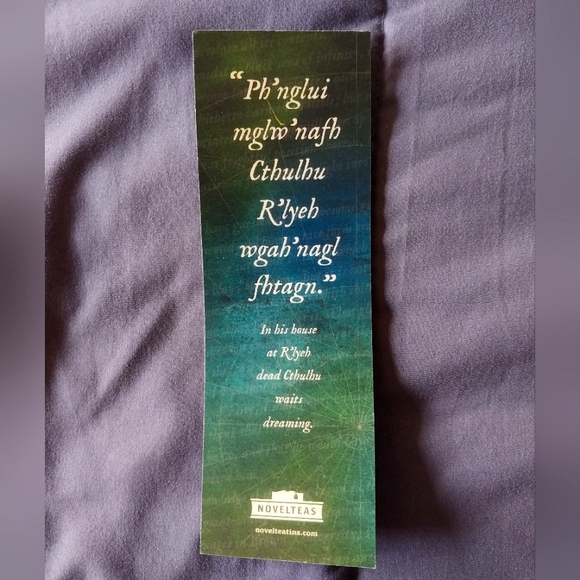 “Ph’nglui
mglw’nafh
Cthulhu
R’lyeh
wgah’nagl
fhtagn.”
In his house
at R’lyeh
dead Cthulhu
waits
dreaming.
NOVELTEAS
novelteatins.com